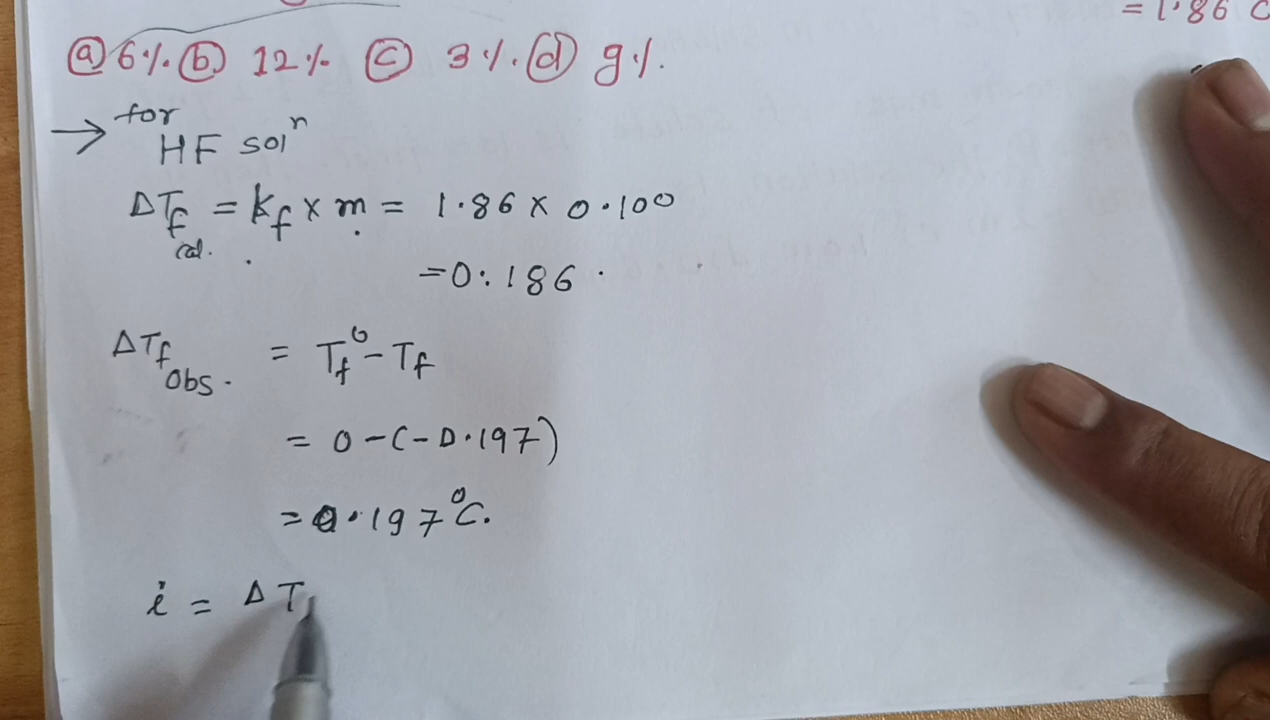 = 1.86 C
ⓐ 6%. ⓑ 12% ⓒ 3%. ⓓ 9%.
→ for
HF solⁿ
ΔTf = kf × m = 1.86 × 0.100
cal.
= 0.186
ΔTf obs. = Tf⁰ - Tf
= 0 - (-0.197)
= 0.197⁰C.
i = ΔT